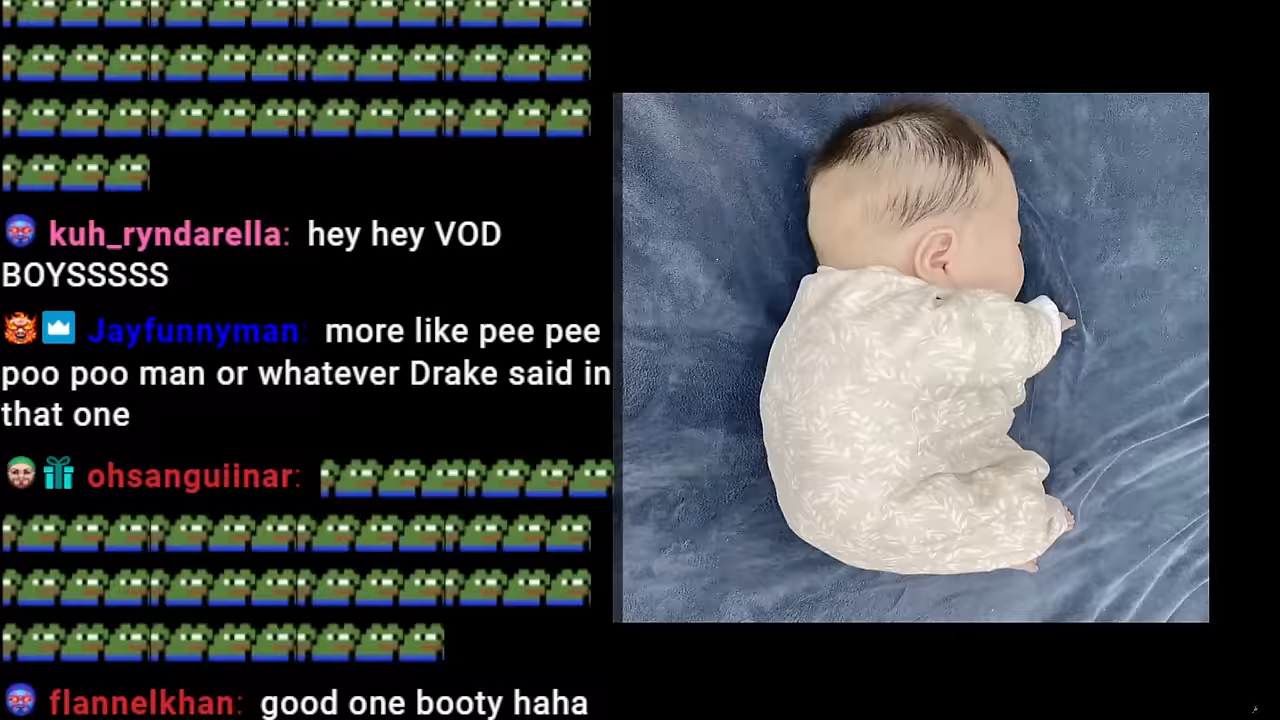 kuh_ryndarella: hey hey VOD
BOYSSSSS
Jayfunnyman: more like pee pee
poo poo man or whatever Drake said in
that one
ohsanguiinar:
flannelkhan: good one booty haha